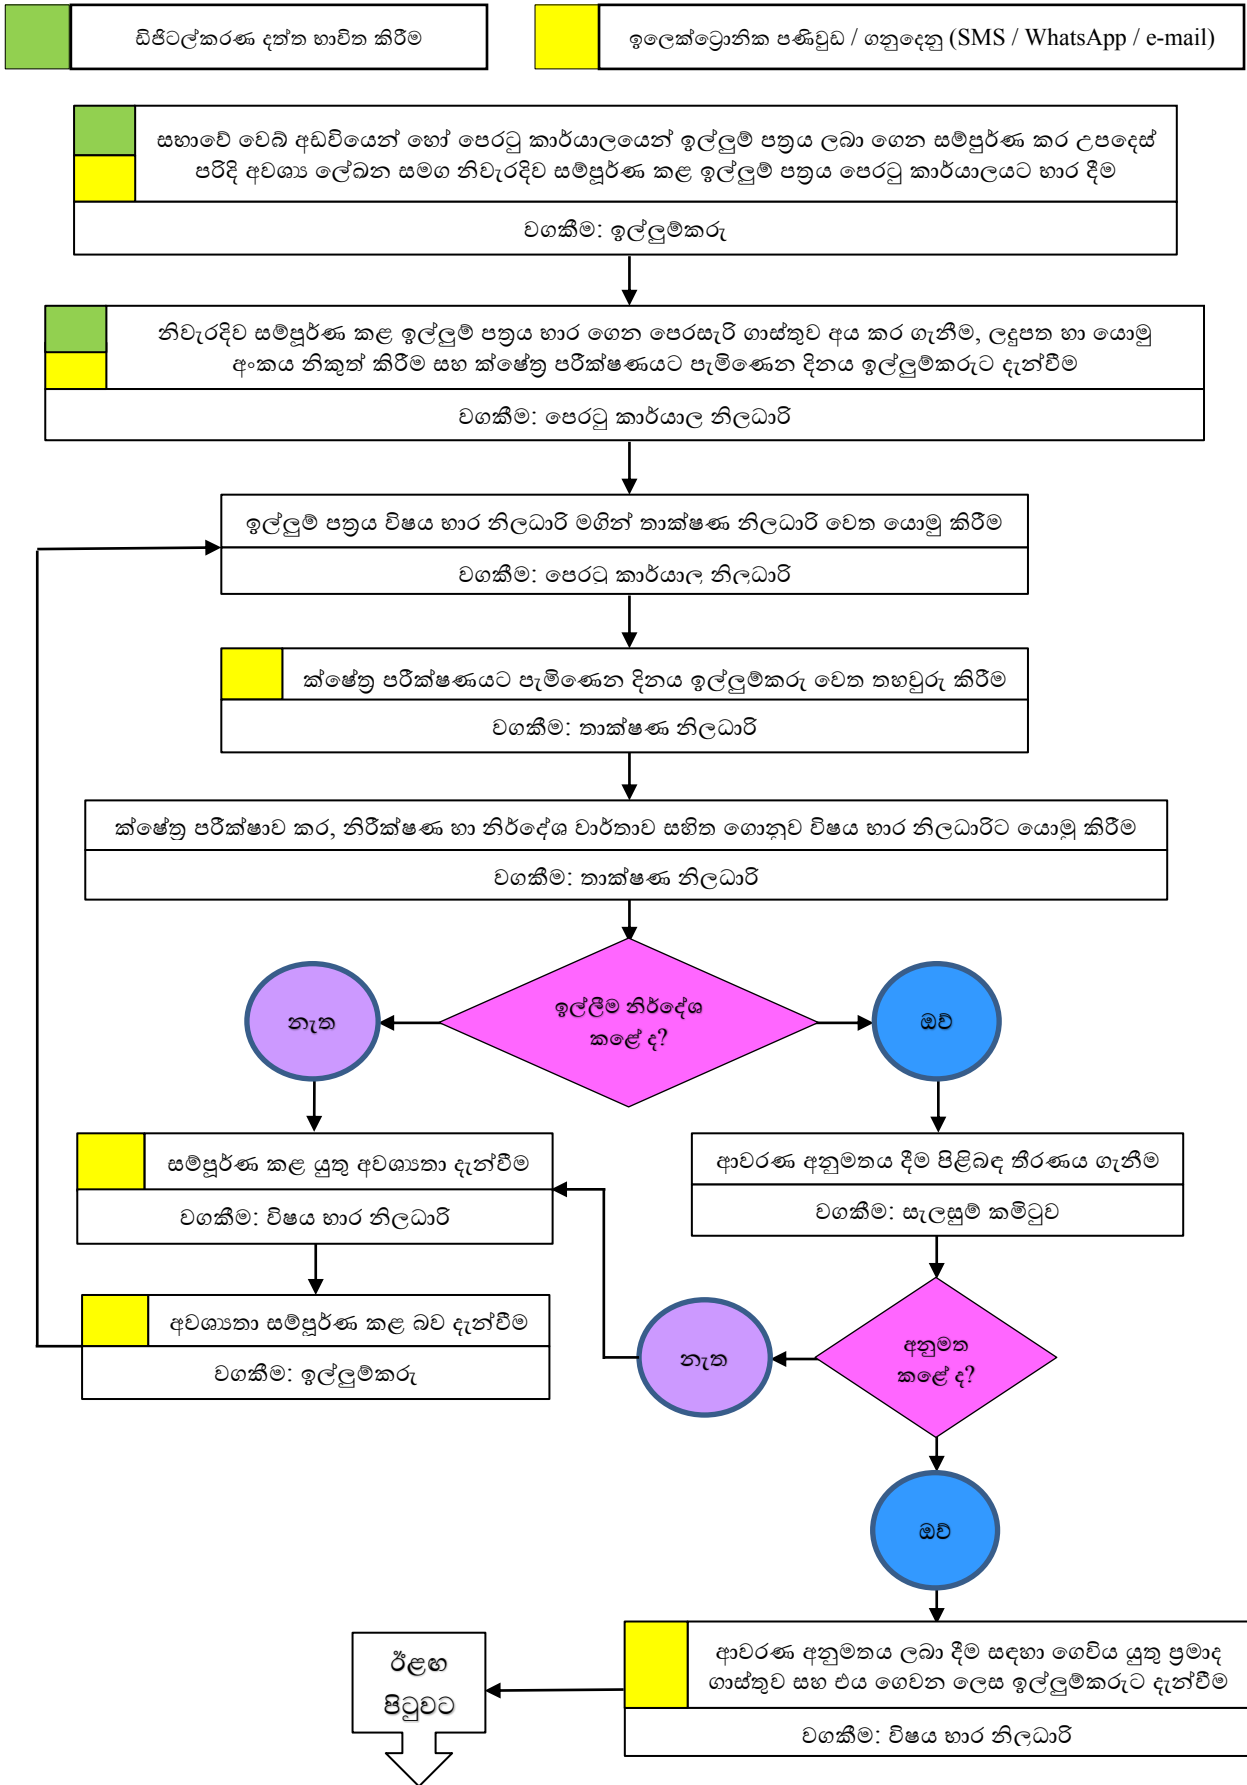 ඩිජිටල්කරණ දත්ත භාවිත කිරීම
ඉලෙක්ට්‍රොනික පණිවුඩ / ගනුදෙනු (SMS / WhatsApp / e-mail)
සභාවේ වෙබ් අඩවියෙන් හෝ පෙරටු කාර්යාලයෙන් ඉල්ලුම් පත්‍රය ලබා ගෙන සම්පුර්ණ කර උපදෙස්
පරිදි අවශ්‍ය ලේඛන සමග නිවැරදිව සම්පූර්ණ කළ ඉල්ලුම් පත්‍රය පෙරටු කාර්යාලයට භාර දීම
වගකීම: ඉල්ලුම්කරු
නිවැරදිව සම්පූර්ණ කළ ඉල්ලුම් පත්‍රය භාර ගෙන පෙරසැරි ගාස්තුව අය කර ගැනීම, ලදුපත හා යොමු
අංකය නිකුත් කිරීම සහ ක්ෂේත්‍ර පරීක්ෂණයට පැමිණෙන දිනය ඉල්ලුම්කරුට දැන්වීම
වගකීම: පෙරටු කාර්යාල නිලධාරි
ඉල්ලුම් පත්‍රය විෂය භාර නිලධාරි මගින් තාක්ෂණ නිලධාරි වෙත යොමු කිරීම
වගකීම: පෙරටු කාර්යාල නිලධාරි
ක්ෂේත්‍ර පරීක්ෂණයට පැමිණෙන දිනය ඉල්ලුම්කරු වෙත තහවුරු කිරීම
වගකීම: තාක්ෂණ නිලධාරි
ක්ෂේත්‍ර පරීක්ෂාව කර, නිරීක්ෂණ හා නිර්දේශ වාර්තාව සහිත ගොනුව විෂය භාර නිලධාරිට යොමු කිරීම
වගකීම: තාක්ෂණ නිලධාරි
ඉල්ලීම නිර්දේශ
කළේ ද?
නැත
ඔව්
සම්පූර්ණ කළ යුතු අවශ්‍යතා දැන්වීම
වගකීම: විෂය භාර නිලධාරි
ආවරණ අනුමතය දීම පිළිබඳ තීරණය ගැනීම
වගකීම: සැලසුම් කමිටුව
අවශ්‍යතා සම්පූර්ණ කළ බව දැන්වීම
වගකීම: ඉල්ලුම්කරු
නැත
අනුමත
කළේ ද?
ඔව්
ආවරණ අනුමතය ලබා දීම සඳහා ගෙවිය යුතු ප්‍රමාද
ගාස්තුව සහ එය ගෙවන ලෙස ඉල්ලුම්කරුට දැන්වීම
වගකීම: විෂය භාර නිලධාරි
ඊළඟ
පිටුවට